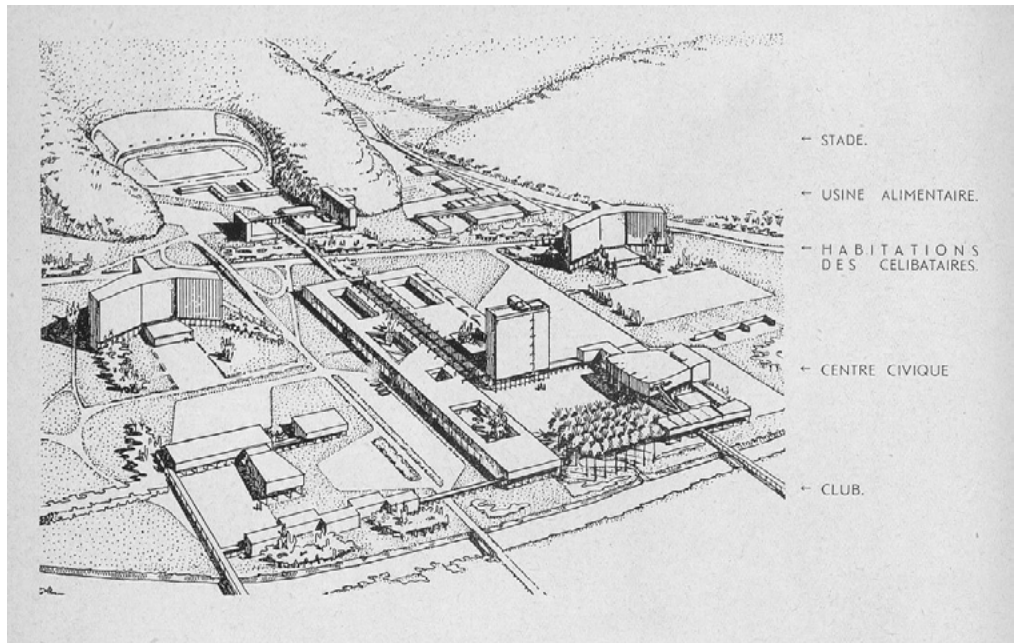 ← STADE.
← USINE ALIMENTAIRE.
← HABITATIONS
DES CELIBATAIRES.
← CENTRE CIVIQUE
← CLUB.